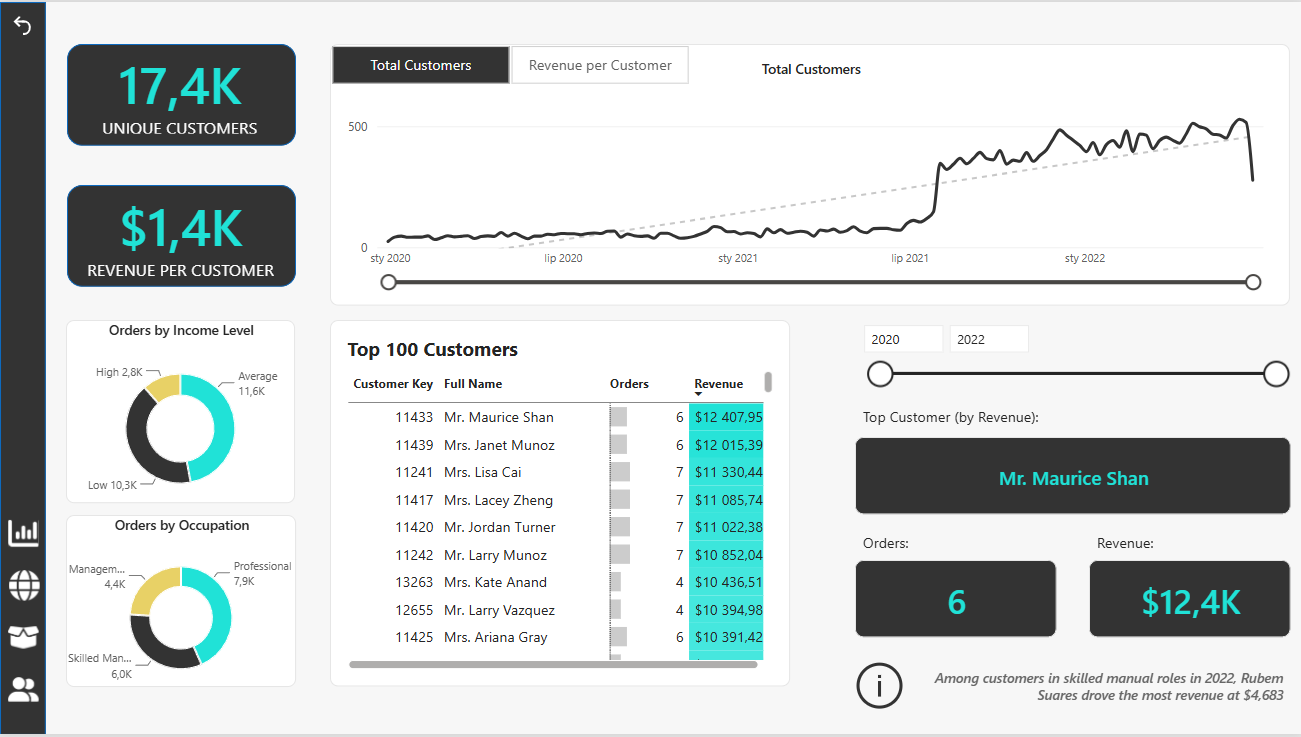 17,4K
UNIQUE CUSTOMERS
$1,4K
REVENUE PER CUSTOMER
Total Customers
Revenue per Customer
Total Customers
500
0
sty 2020
lip 2020
sty 2021
lip 2021
sty 2022
Orders by Income Level
High 2,8K
Average
11,6K
Low 10,3K
Orders by Occupation
Managem...
4,4K
Professional
7,9K
Skilled Man...
6,0K
Top 100 Customers
Customer Key Full Name Orders Revenue
11433 Mr. Maurice Shan 6 $12 407,95
11439 Mrs. Janet Munoz 6 $12 015,39
11241 Mrs. Lisa Cai 7 $11 330,44
11417 Mrs. Lacey Zheng 7 $11 085,74
11420 Mr. Jordan Turner 7 $11 022,38
11242 Mr. Larry Munoz 7 $10 852,04
13263 Mrs. Kate Anand 4 $10 436,51
12655 Mr. Larry Vazquez 4 $10 394,98
11425 Mrs. Ariana Gray 6 $10 391,42
2020 2022
Top Customer (by Revenue):
Mr. Maurice Shan
Orders:
6
Revenue:
$12,4K
i
Among customers in skilled manual roles in 2022, Rubem
Suares drove the most revenue at $4,683